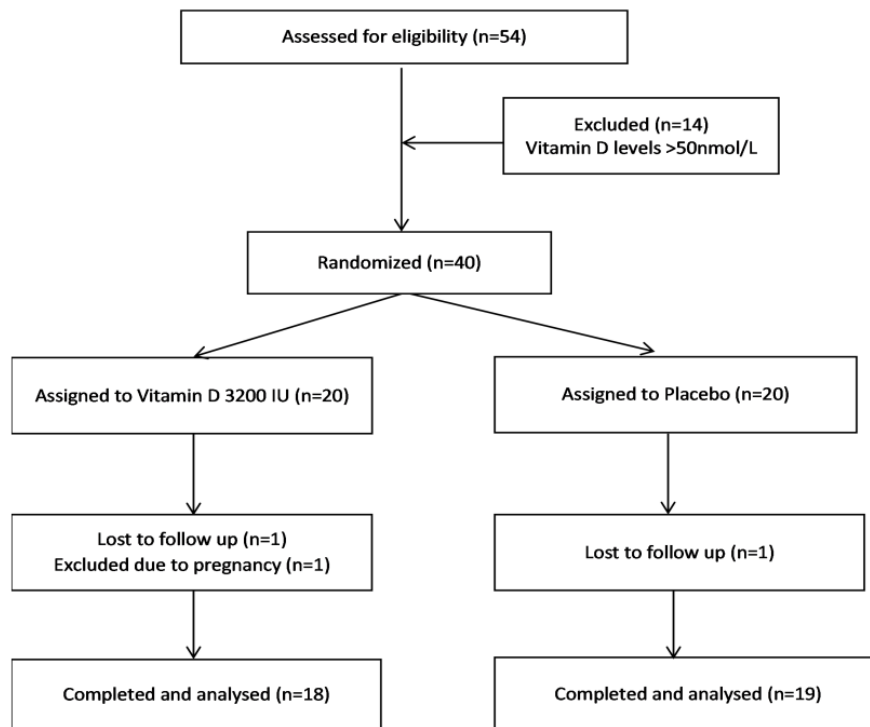 Assessed for eligibility (n=54)
Excluded (n=14)
Vitamin D levels >50nmol/L
Randomized (n=40)
Assigned to Vitamin D 3200 IU (n=20)
Assigned to Placebo (n=20)
Lost to follow up (n=1)
Excluded due to pregnancy (n=1)
Lost to follow up (n=1)
Completed and analysed (n=18)
Completed and analysed (n=19)